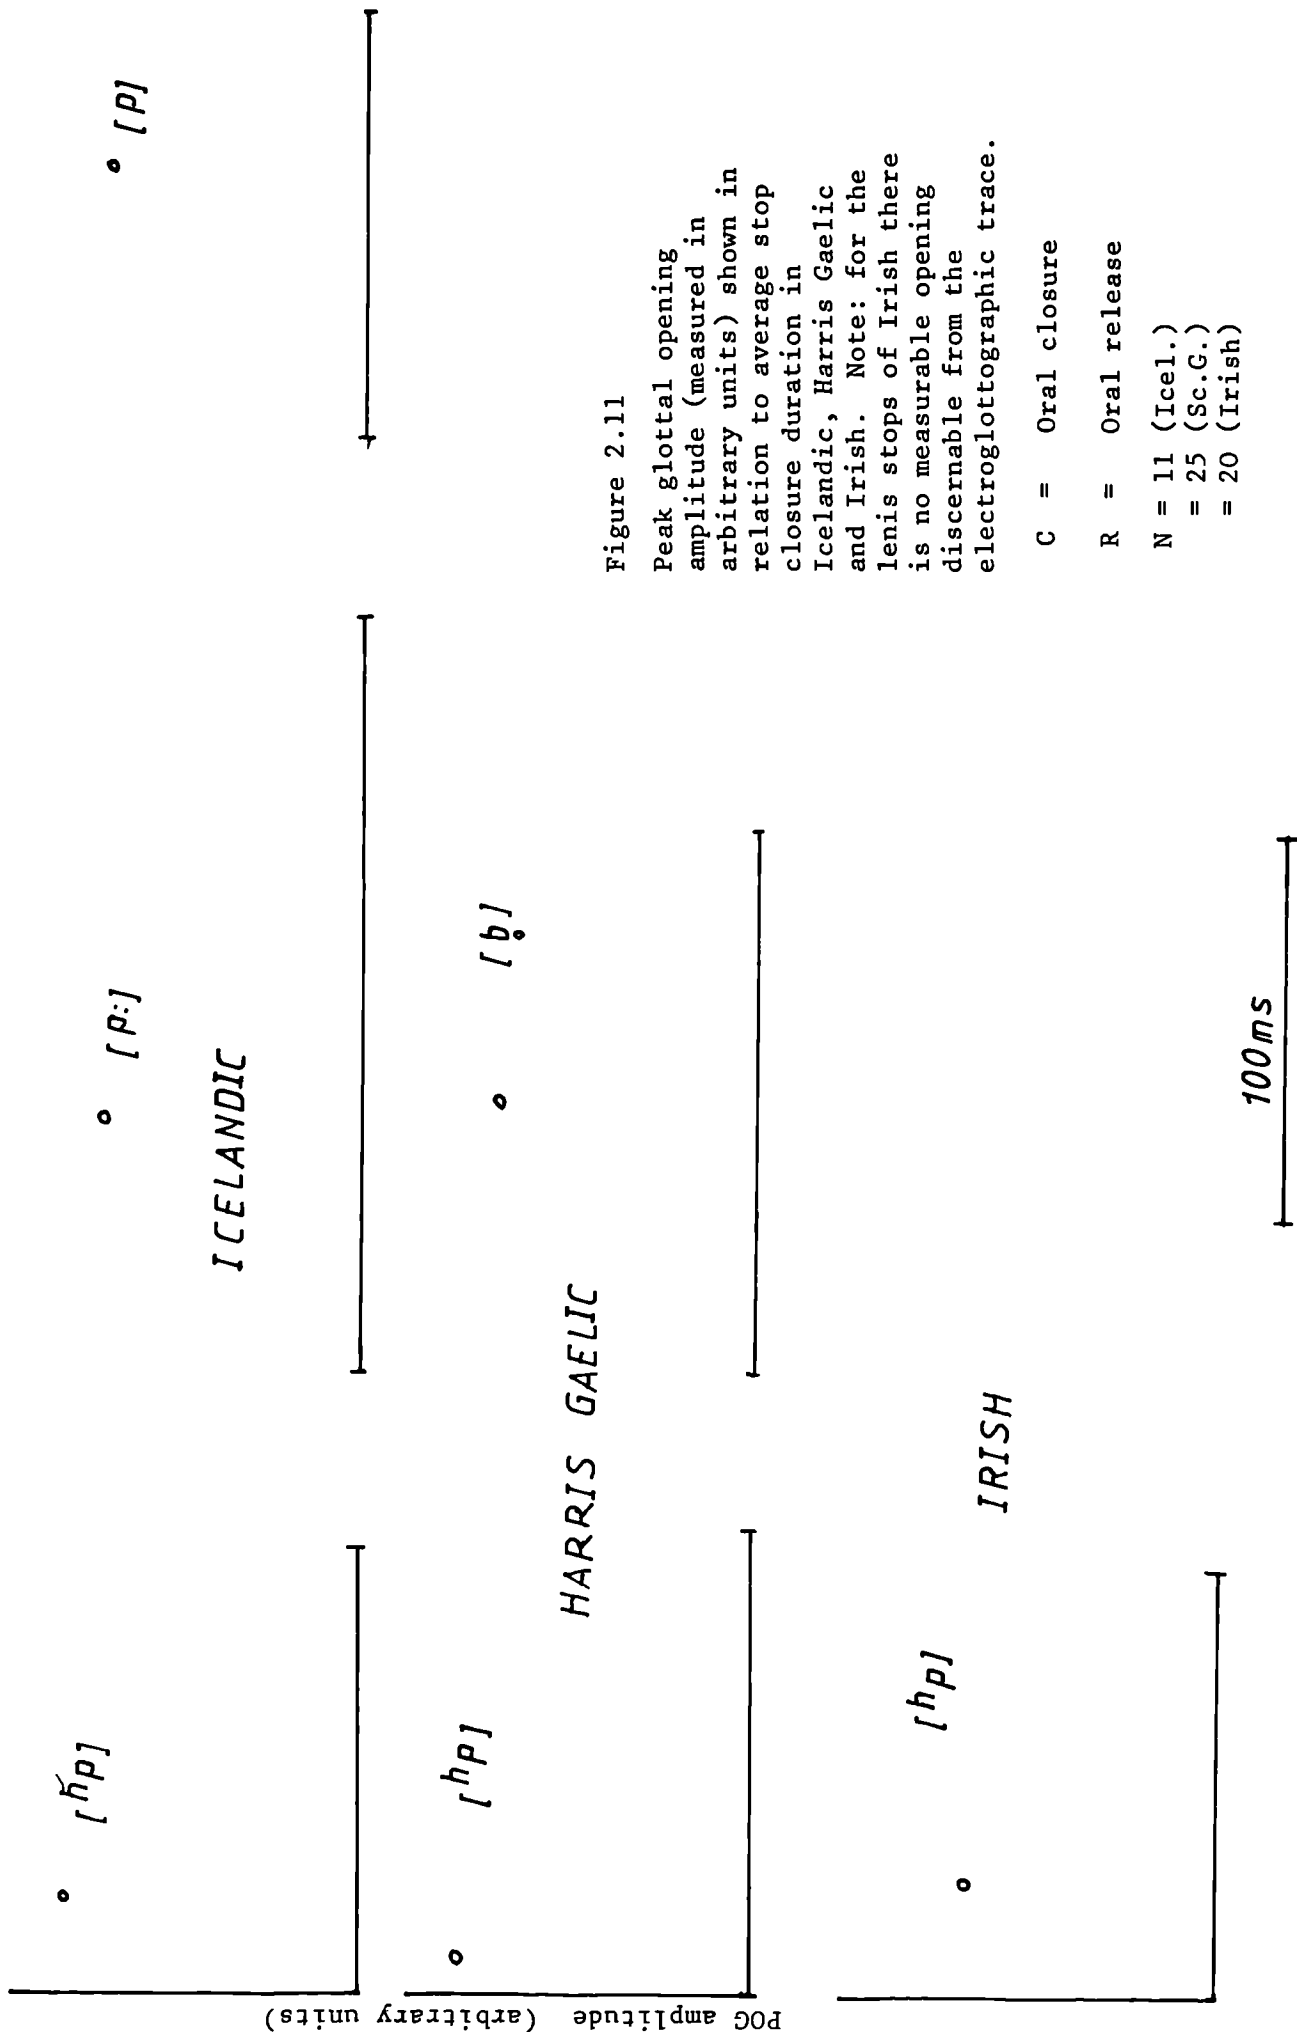 POG amplitude (arbitrary units)
[hp]
[p:]
[p]
ICELANDIC
[hp]
[b̥]
HARRIS GAELIC
[hp]
IRISH
100ms
Figure 2.11
Peak glottal opening
amplitude (measured in
arbitrary units) shown in
relation to average stop
closure duration in
Icelandic, Harris Gaelic
and Irish. Note: for the
lenis stops of Irish there
is no measurable opening
discernable from the
electroglottographic trace.
C = Oral closure
R = Oral release
N = 11 (Icel.)
= 25 (Sc.G.)
= 20 (Irish)